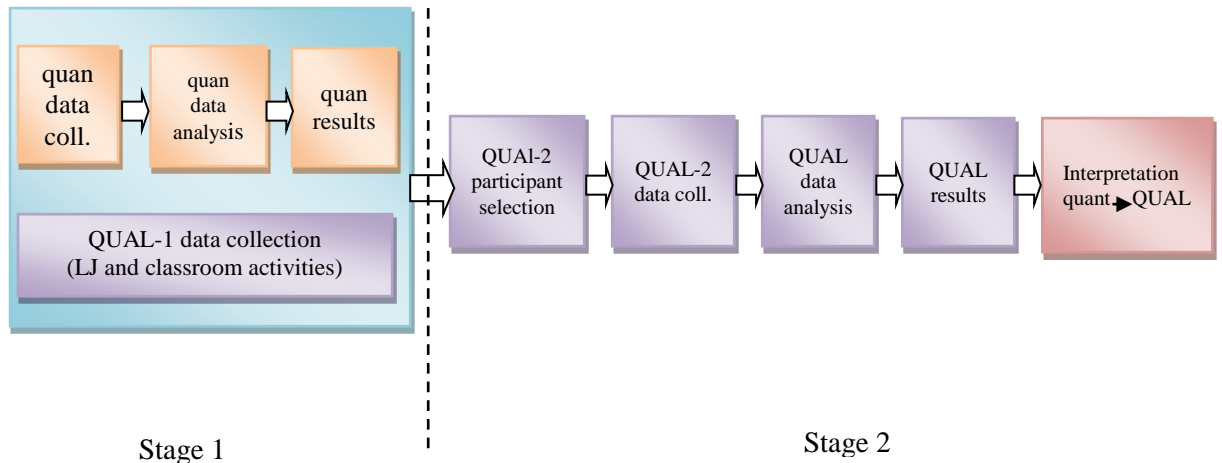 quan
data
coll.
quan
data
analysis
quan
results
QUAL-1 data collection
(LJ and classroom activities)
QUAl-2
participant
selection
QUAL-2
data coll.
QUAL
data
analysis
QUAL
results
Interpretation
quant QUAL
Stage 1
Stage 2